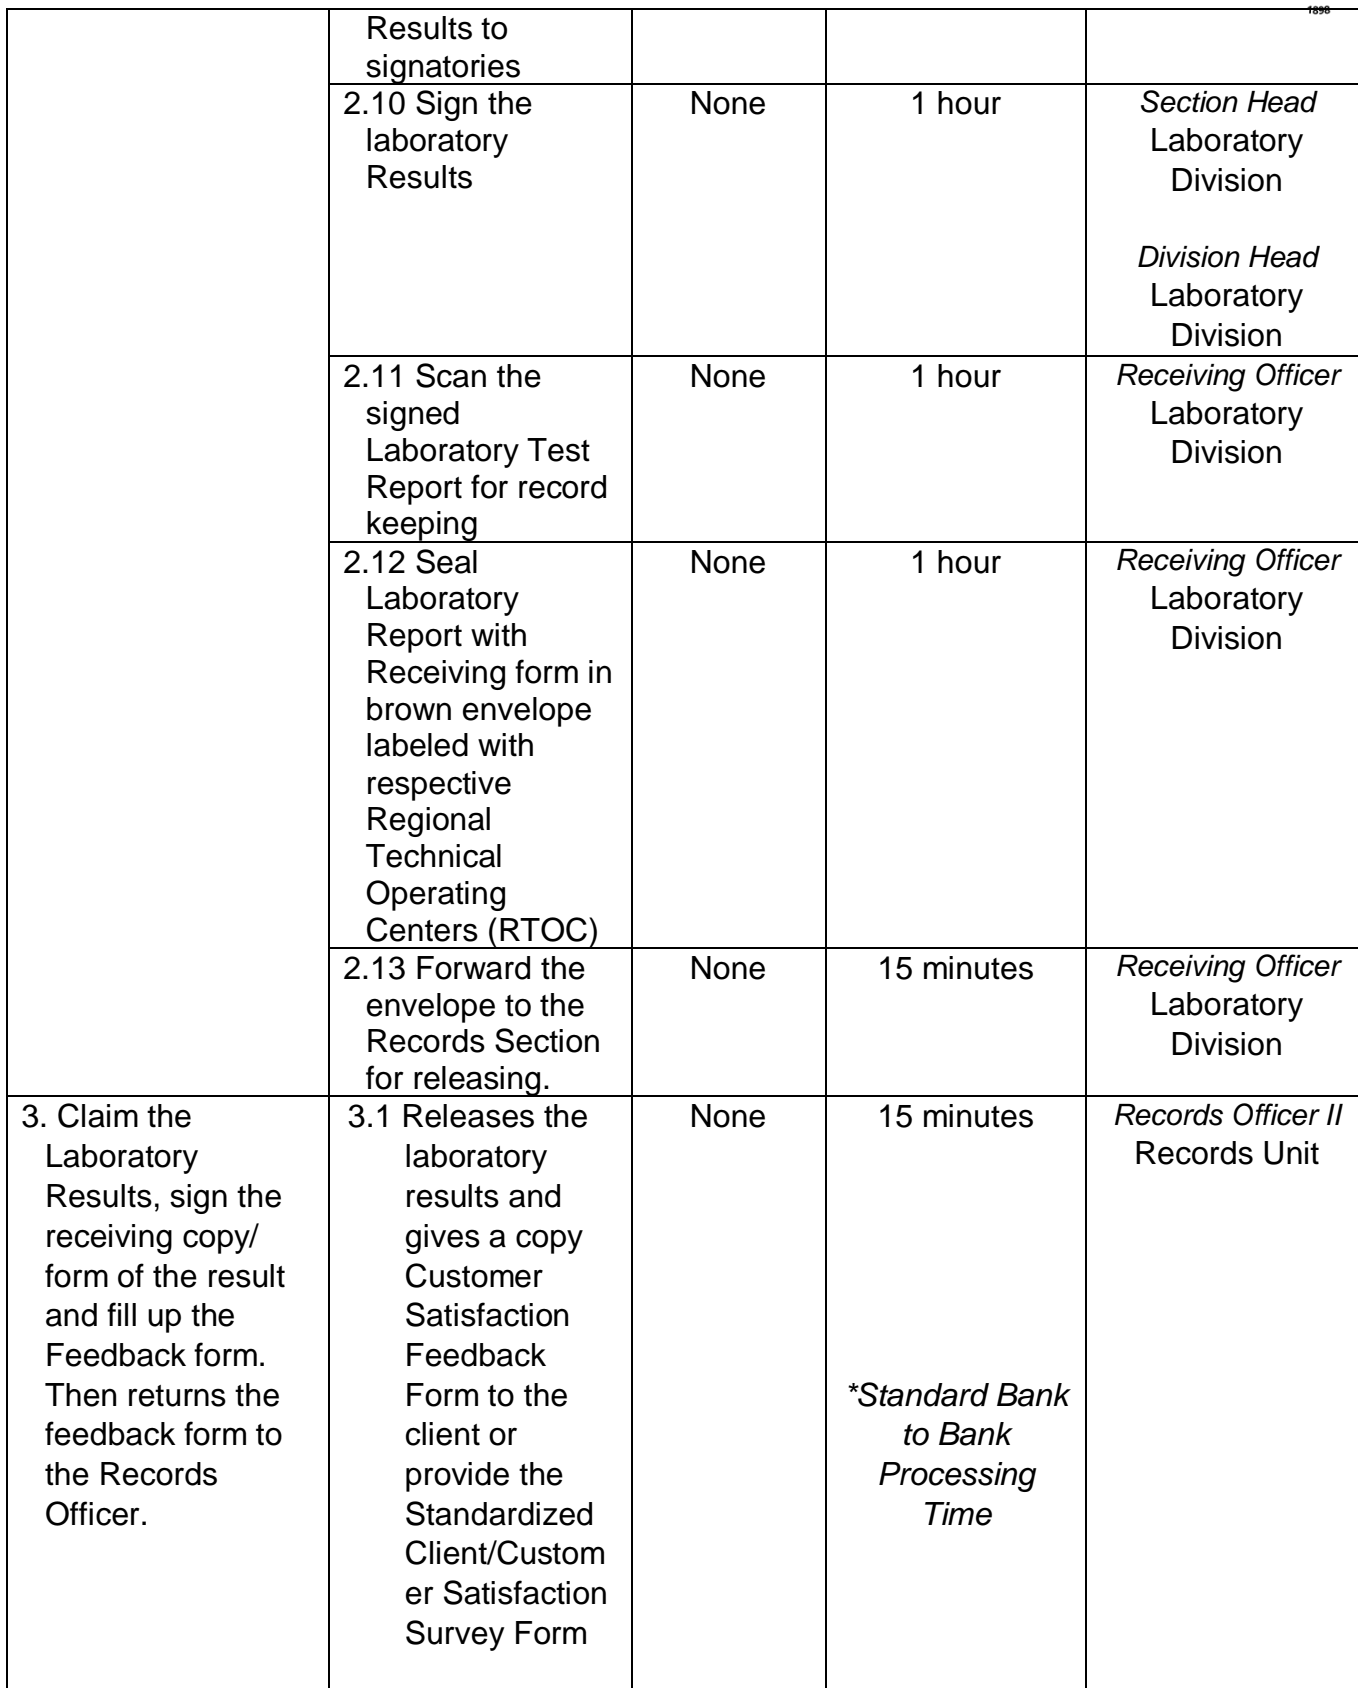 1898
Results to
signatories
2.10 Sign the
laboratory
Results
None
1 hour
Section Head
Laboratory
Division
Division Head
Laboratory
Division
2.11 Scan the
signed
Laboratory Test
Report for record
keeping
None
1 hour
Receiving Officer
Laboratory
Division
2.12 Seal
Laboratory
Report with
Receiving form in
brown envelope
labeled with
respective
Regional
Technical
Operating
Centers (RTOC)
None
1 hour
Receiving Officer
Laboratory
Division
2.13 Forward the
envelope to the
Records Section
for releasing.
None
15 minutes
Receiving Officer
Laboratory
Division
3. Claim the
Laboratory
Results, sign the
receiving copy/
form of the result
and fill up the
Feedback form.
Then returns the
feedback form to
the Records
Officer.
3.1 Releases the
laboratory
results and
gives a copy
Customer
Satisfaction
Feedback
Form to the
client or
provide the
Standardized
Client/Custom
er Satisfaction
Survey Form
None
15 minutes
*Standard Bank
to Bank
Processing
Time
Records Officer II
Records Unit